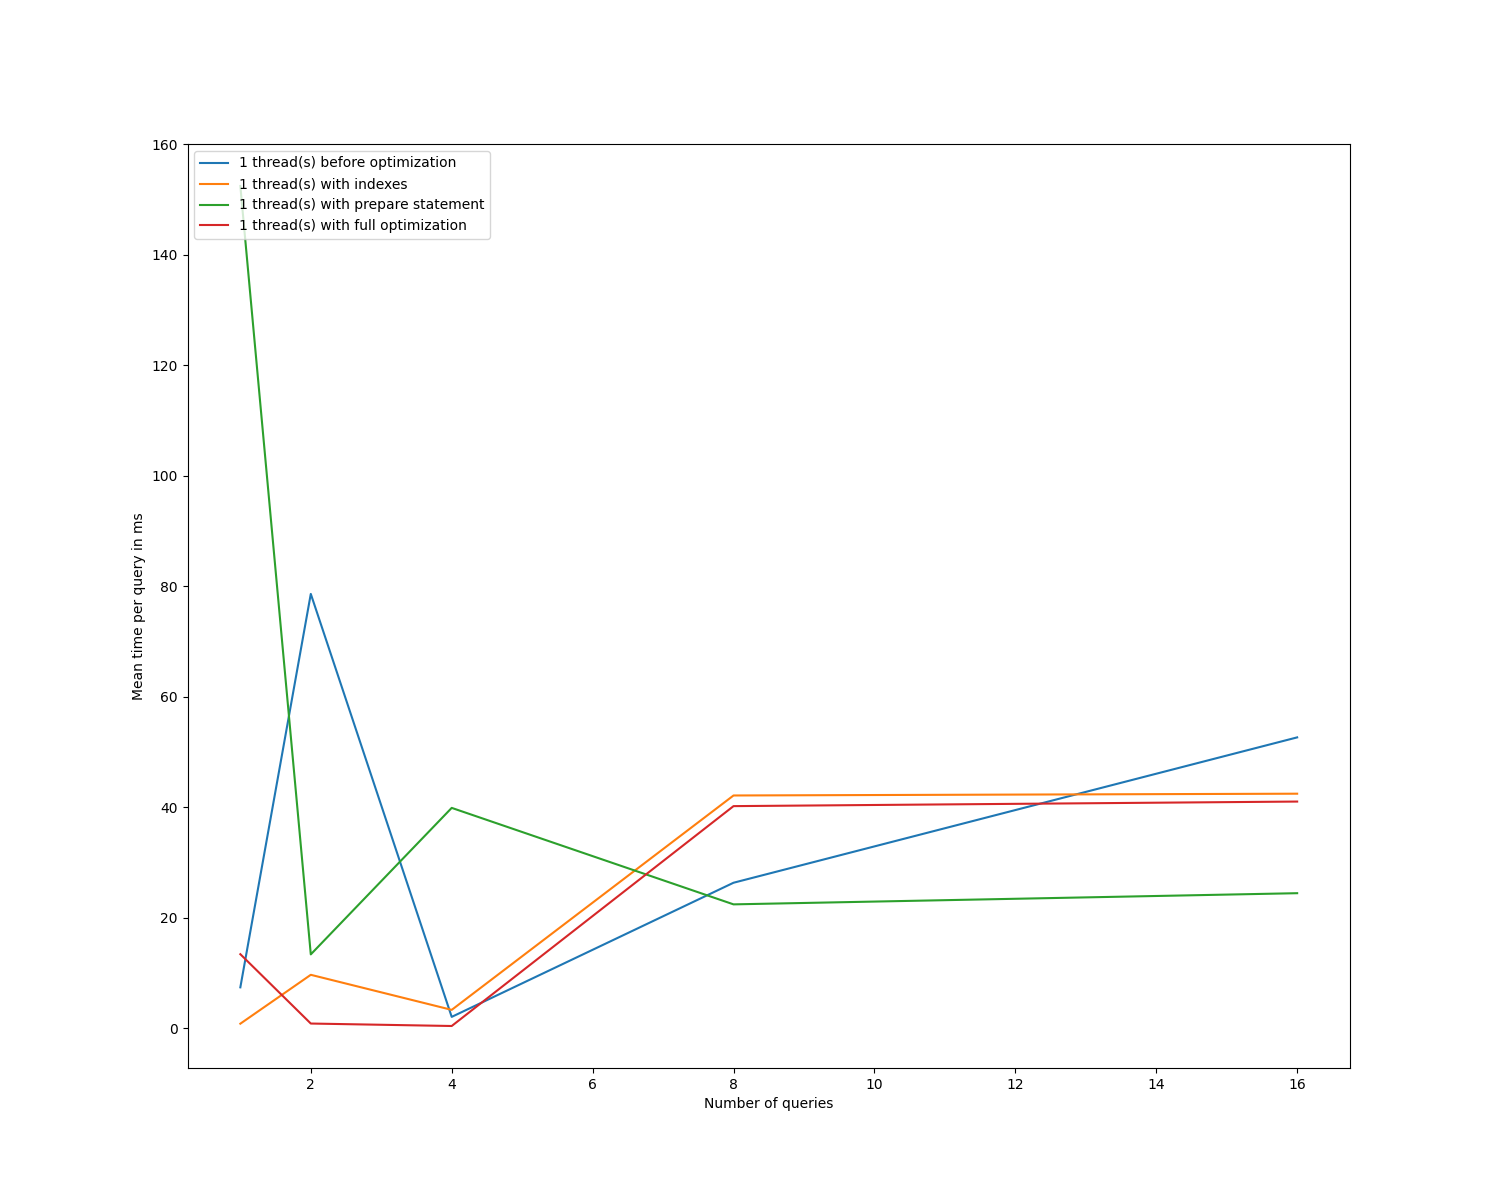 160
140
120
100
80
60
40
20
0
Mean time per query in ms
1 thread(s) before optimization
1 thread(s) with indexes
1 thread(s) with prepare statement
1 thread(s) with full optimization
2 4 6 8 10 12 14 16
Number of queries